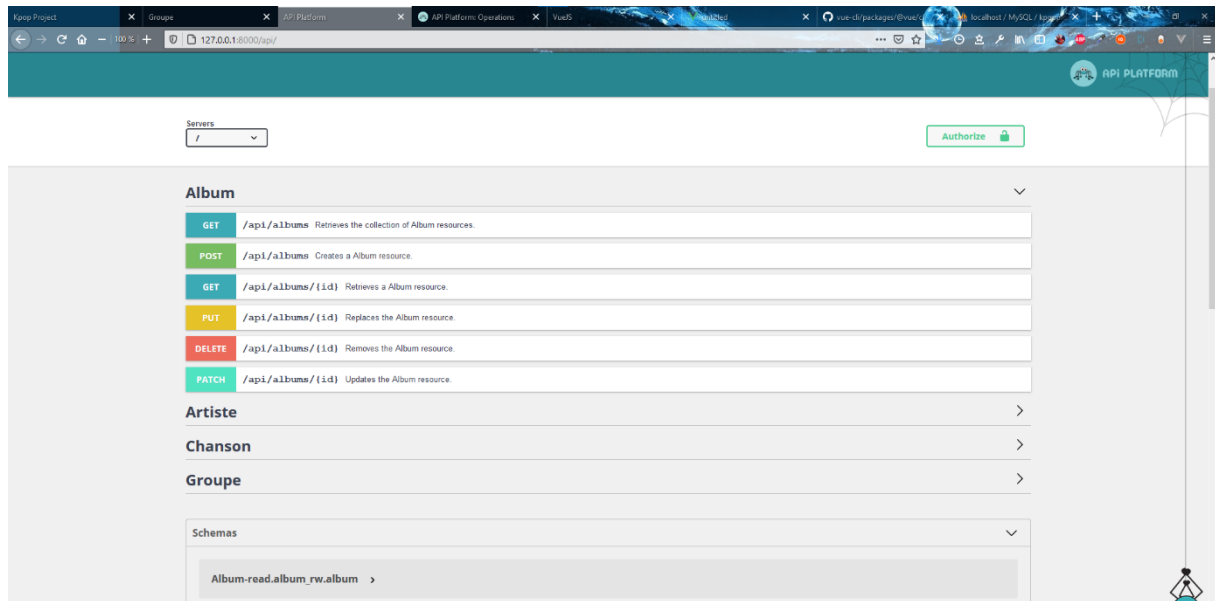 Kpop Project Groupe API Platform API Platform: Operations VueJS vue-cli/packages/@vue/c localhost / MySQL /
100 % 127.0.0.1:8000/api/
API PLATFORM
Servers
/
Authorize
Album
GET /api/albums Retrieves the collection of Album resources.
POST /api/albums Creates a Album resource.
GET /api/albums/{id} Retrieves a Album resource.
PUT /api/albums/{id} Replaces the Album resource.
DELETE /api/albums/{id} Removes the Album resource.
PATCH /api/albums/{id} Updates the Album resource.
Artiste
Chanson
Groupe
Schemas
Album-read.album_rw.album